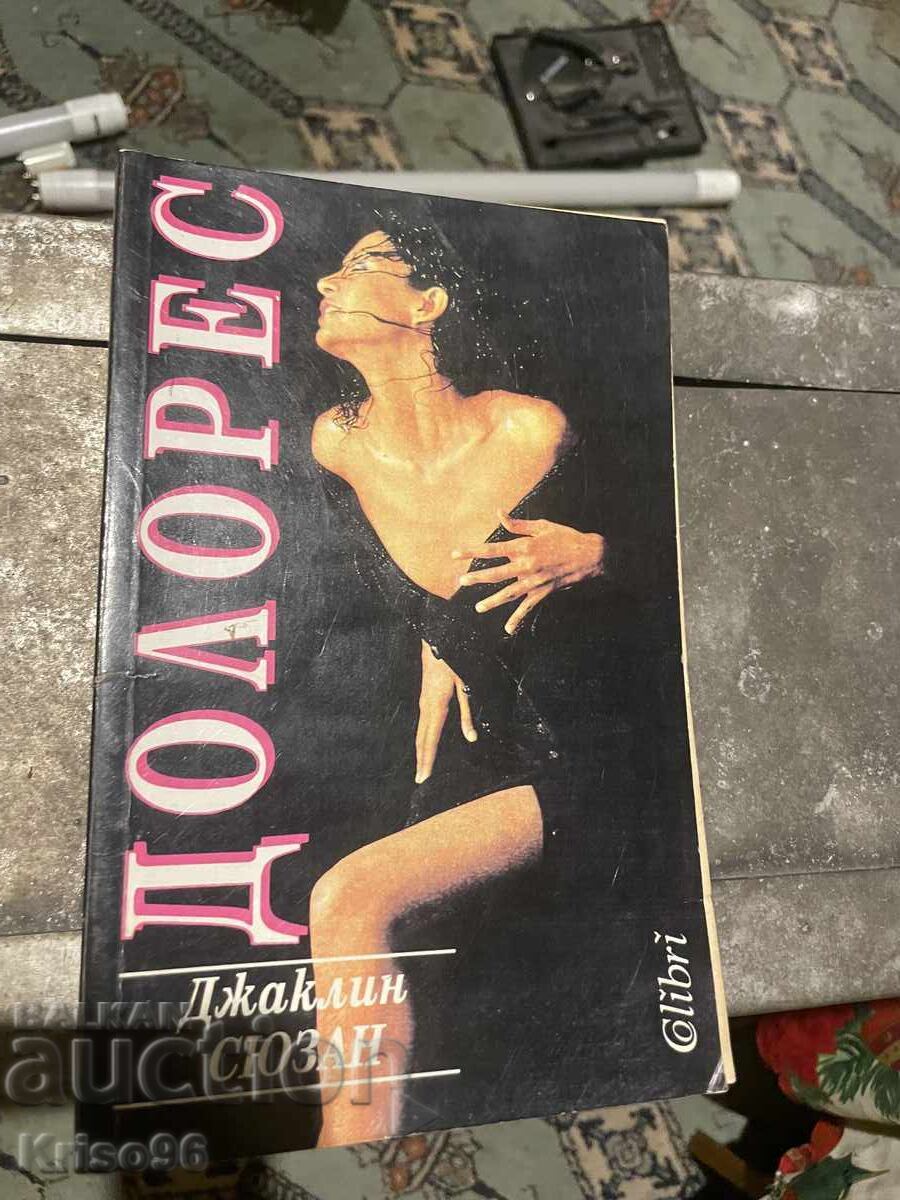 ДОЛОРЕС
Джаклин
СЮЗАН
Colibri
BALKAN
auction
Kriso96